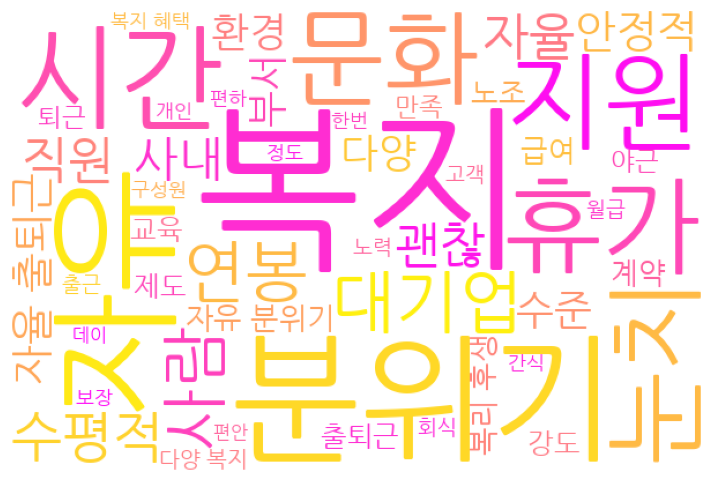 복지 혜택
시간
환경
문화
자율
안정적
퇴근
개인
편하
부서
한번
만족
노조
지원
직원
사내
정도
다양
급여
야근
복지
고객
구성원
자유
교육
휴가
월급
자율 출퇴근
연봉
노력
괜찮
계약
출근
제도
대기업
수준
눈치
자유 분위기
데이
사람
분위기
복리 후생
간식
보장
수평적
편안
출퇴근
회식
강도
다양 복지